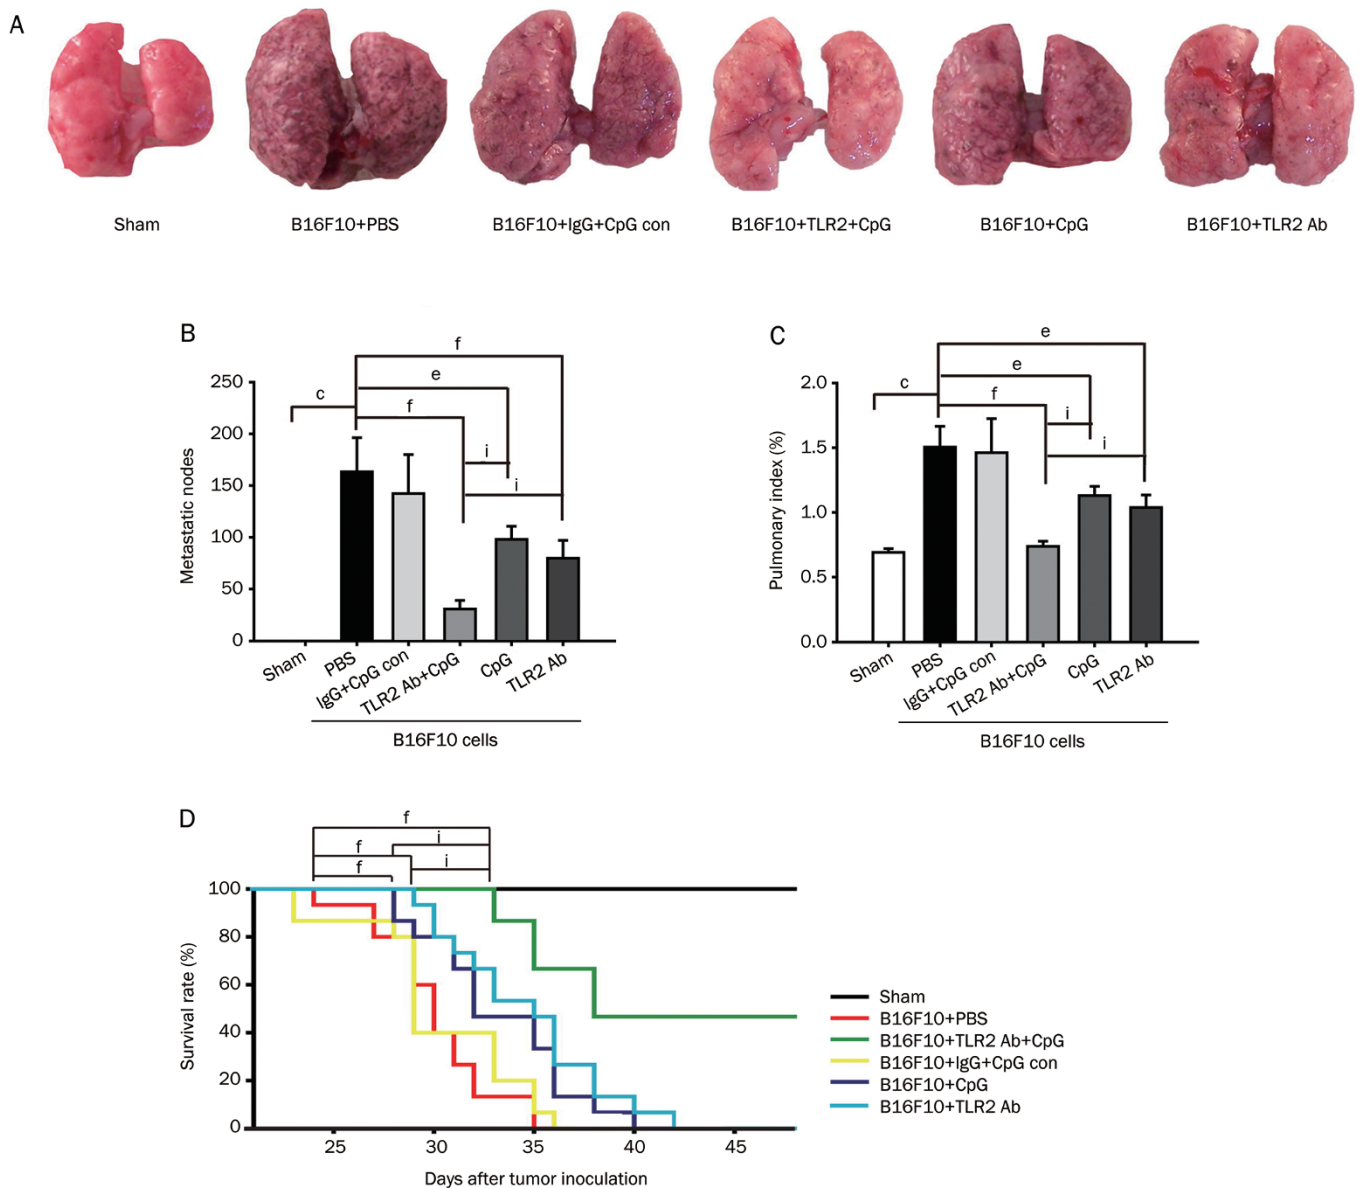 A
Sham
B16F10+PBS
B16F10+IgG+CpG con
B16F10+TLR2+CpG
B16F10+CpG
B16F10+TLR2 Ab
B
f
c
e
f
i
i
250
200
150
100
50
0
Metastatic nodes
Sham
PBS
IgG+CpG con
TLR2 Ab+CpG
CpG
TLR2 Ab
B16F10 cells
C
e
c
e
f
i
i
2.0
1.5
1.0
0.5
0.0
Pulmonary index (%)
Sham
PBS
IgG+CpG con
TLR2 Ab+CpG
CpG
TLR2 Ab
B16F10 cells
D
f
i
f
i
f
100
80
60
40
20
0
Survival rate (%)
25
30
35
40
45
Days after tumor inoculation
Sham
B16F10+PBS
B16F10+TLR2 Ab+CpG
B16F10+IgG+CpG con
B16F10+CpG
B16F10+TLR2 Ab